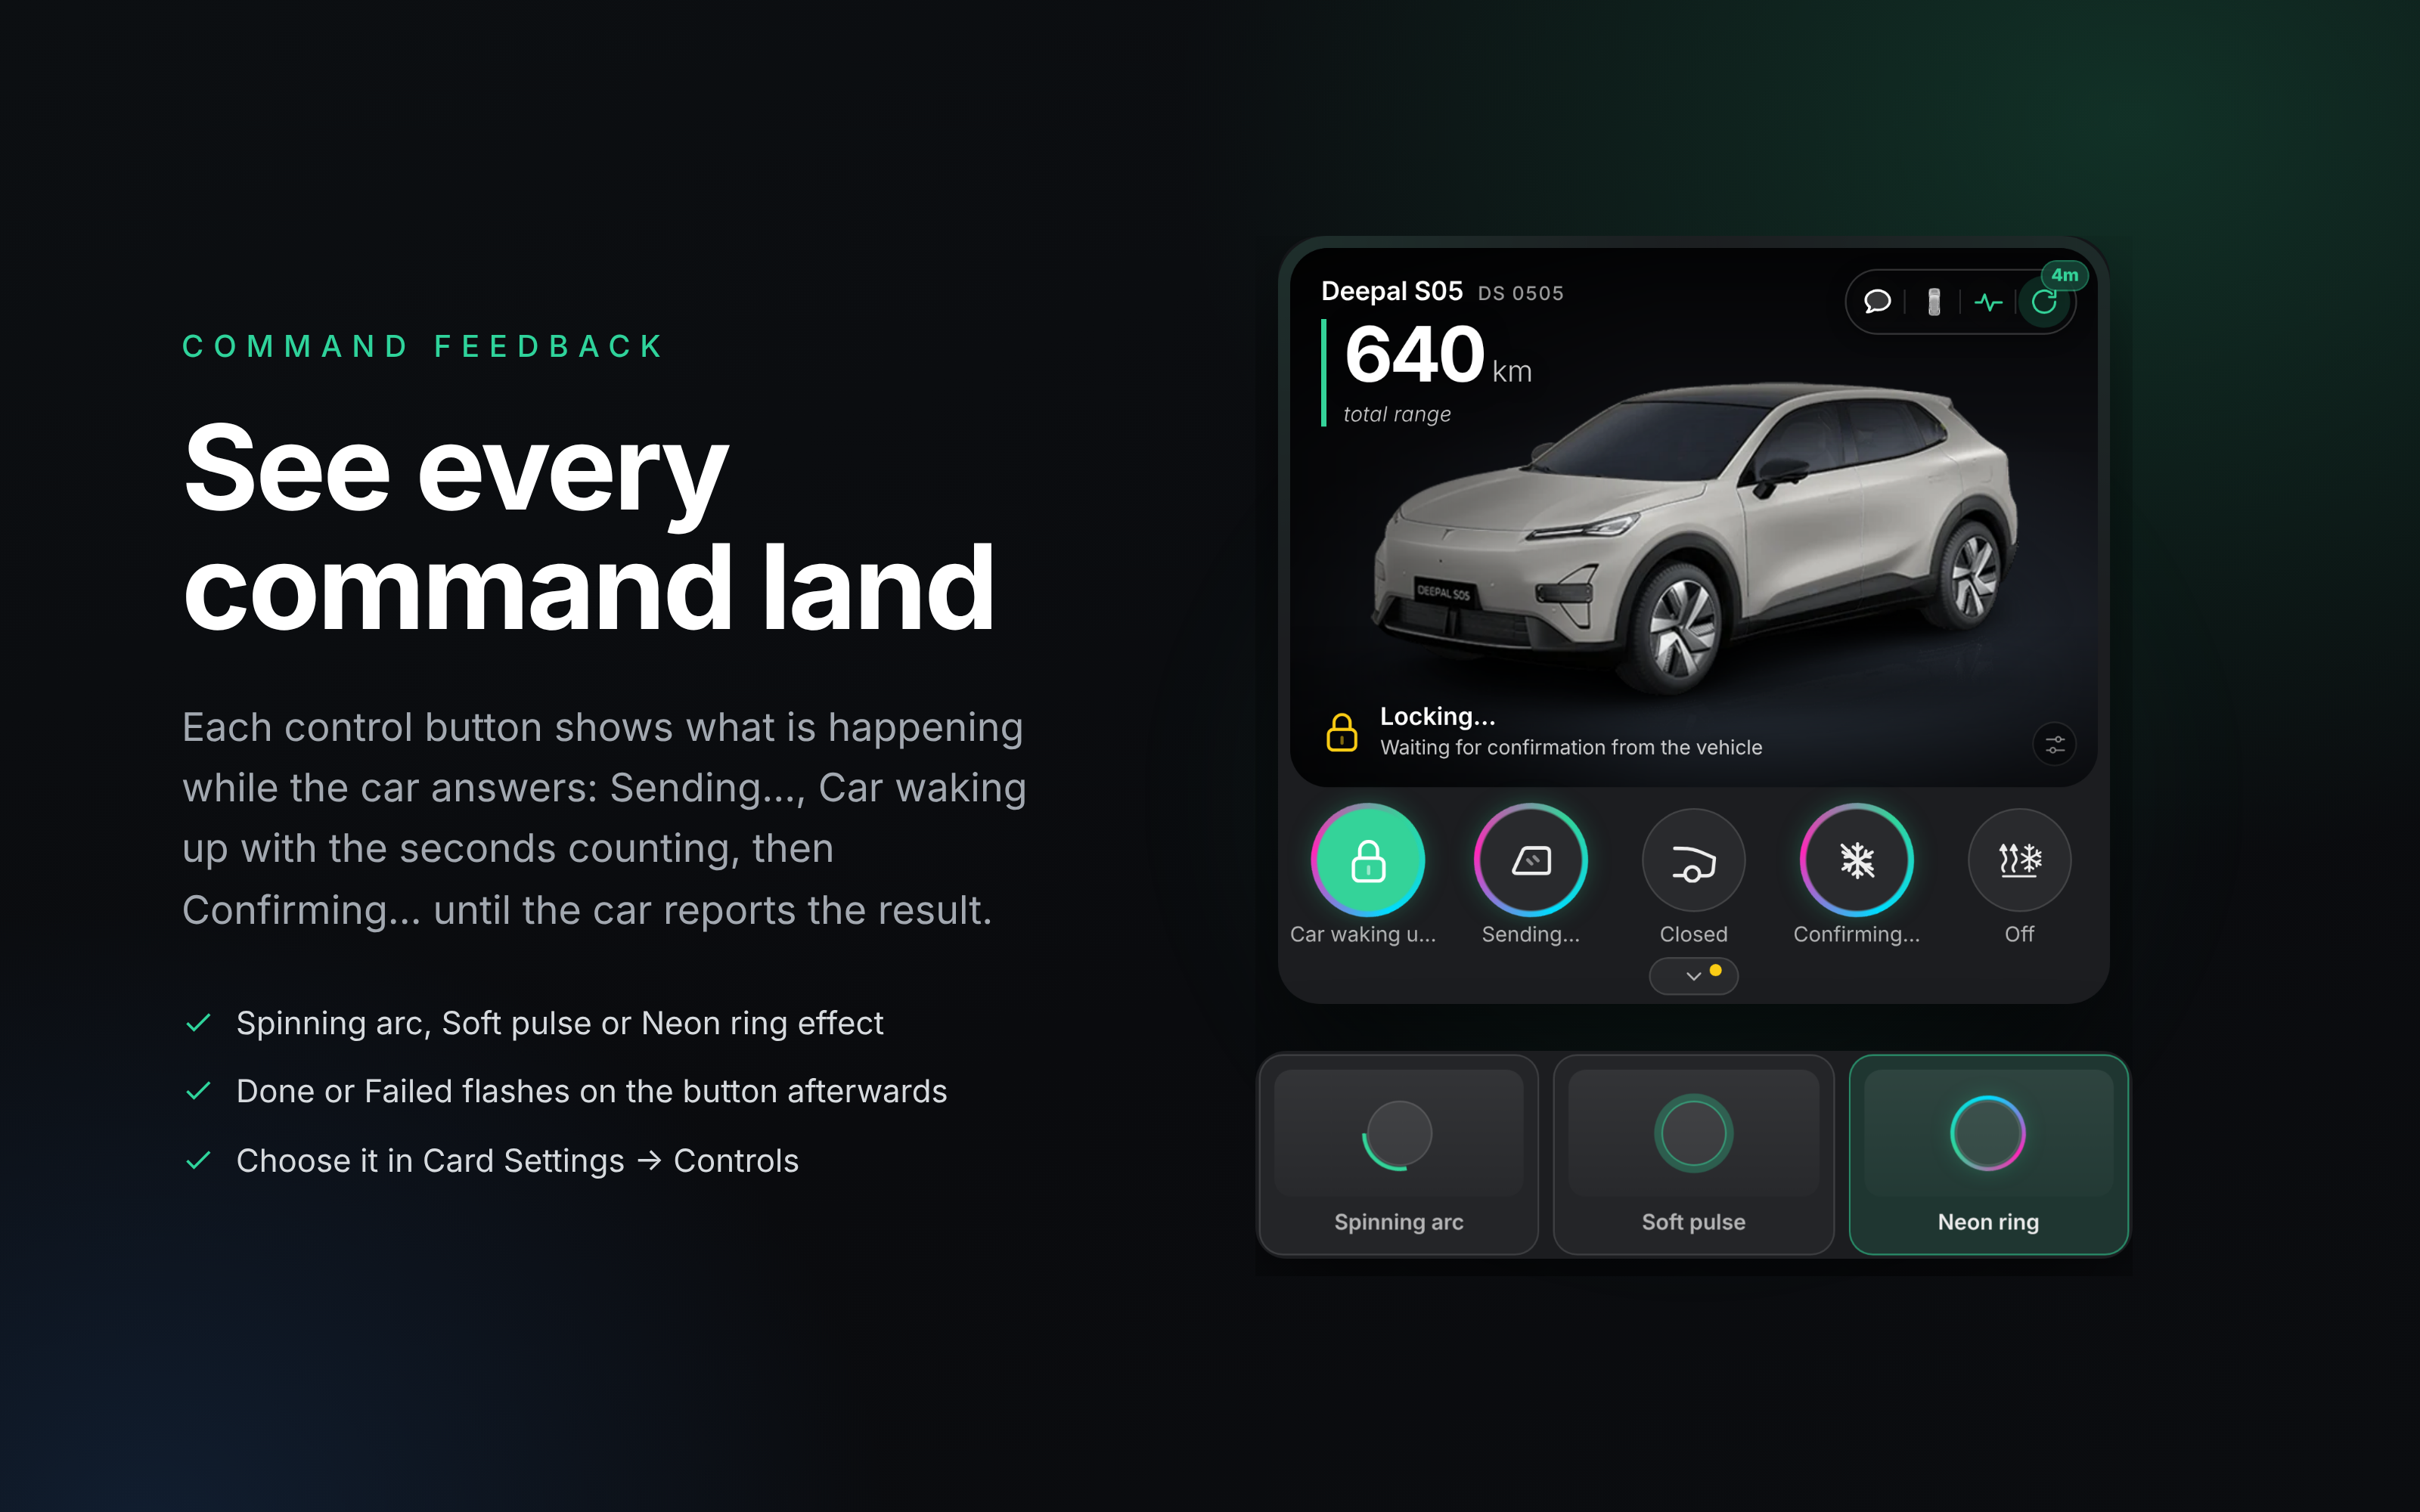 COMMAND FEEDBACK
See every
command land
Each control button shows what is happening
while the car answers: Sending..., Car waking
up with the seconds counting, then
Confirming... until the car reports the result.
Spinning arc, Soft pulse or Neon ring effect
Done or Failed flashes on the button afterwards
Choose it in Card Settings → Controls
Deepal S05 DS 0505
4m
640 km
total range
DEEPAL S05
Locking...
Waiting for confirmation from the vehicle
Car waking u... Sending... Closed Confirming... Off
Spinning arc Soft pulse Neon ring